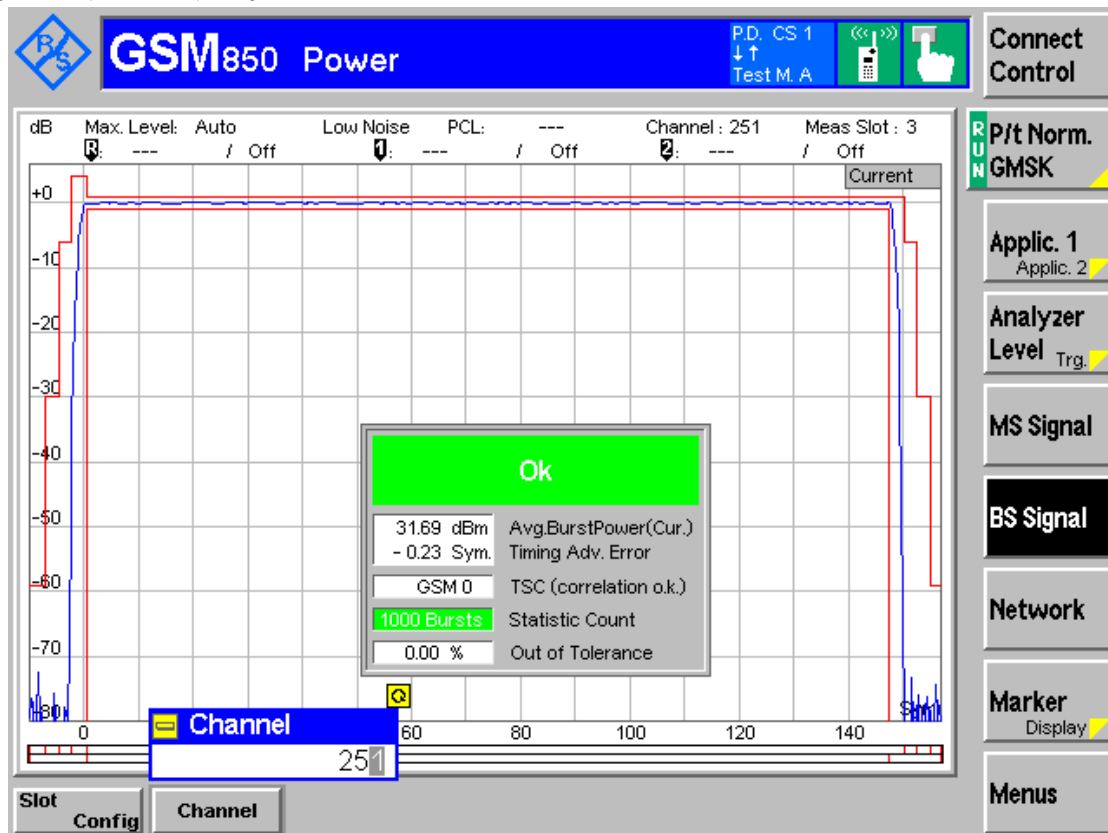 R/S
GSM850 Power
P.D. CS 1
↓↑
Test M. A
Connect
Control
dB Max. Level: Auto Low Noise PCL: --- Channel : 251 Meas Slot : 3
R: --- / Off 1: --- / Off 2: --- / Off
Current
RUN
P/t Norm.
GMSK
+0
-10
-20
-30
-40
-50
-60
-70
-80
Applic. 1
Applic. 2
Analyzer
Level Trg.
MS Signal
BS Signal
Network
Marker
Display
Menus
Ok
31.69 dBm Avg.BurstPower(Cur.)
- 0.23 Sym. Timing Adv. Error
GSM 0 TSC (correlation o.k.)
1000 Bursts Statistic Count
0.00 % Out of Tolerance
0 60 80 100 120 140
Channel
251
Slot
Config
Channel